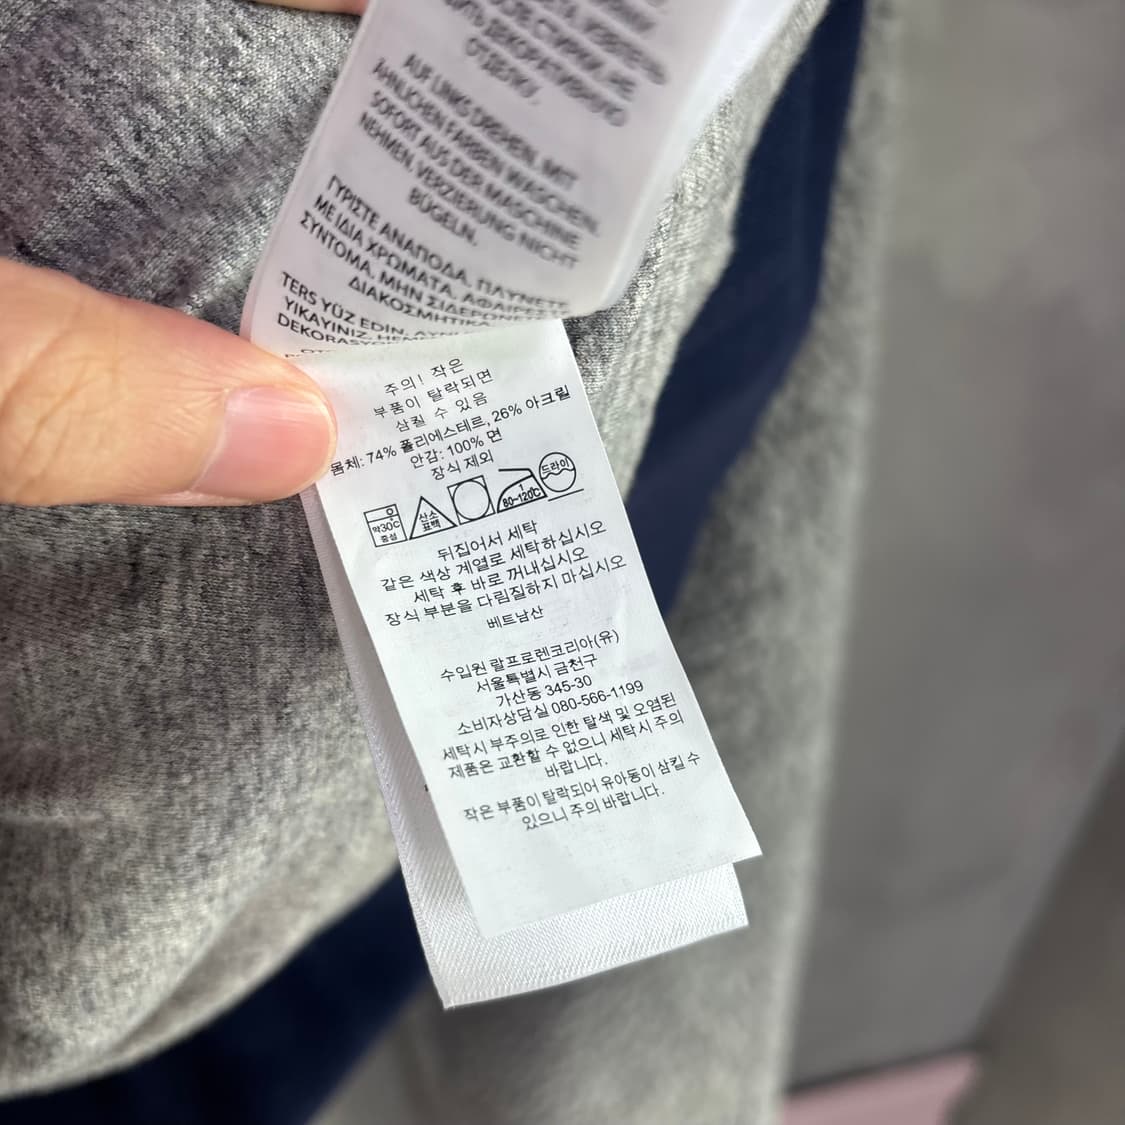 ОТДЕЛКУ.
AUF LINKS DREHEN. MIT
ÄHNLICHEN FARBEN WASCHEN.
SOFORT AUS DER MASCHINE
NEHMEN. VERZIERUNG NICHT
BÜGELN.
ΓΥΡΙΣΤΕ ΑΝΑΠΟΔΑ. ΠΛΥΝΕΤΕ
ΜΕ ΙΔΙΑ ΧΡΩΜΑΤΑ.
ΣΥΝΤΟΜΑ. ΜΗΝ
TERS YÜZ EDIN.
YIKAYINIZ.
주의! 작은
부품이 탈락되면
삼킬 수 있음
몸체: 74% 폴리에스테르, 26% 아크릴
안감: 100% 면
장식 제외
약30℃ 중성 산소 표백 1 80~120℃ 드라이
뒤집어서 세탁
같은 색상 계열로 세탁하십시오
세탁 후 바로 꺼내십시오
장식 부분을 다림질하지 마십시오
베트남산
수입원 랄프로렌코리아(유)
서울특별시 금천구
가산동 345-30
소비자상담실 080-566-1199
세탁시 부주의로 인한 탈색 및 오염된
제품은 교환할 수 없으니 세탁시 주의
바랍니다.
작은 부품이 탈락되어 유아동이 삼킬 수
있으니 주의 바랍니다.